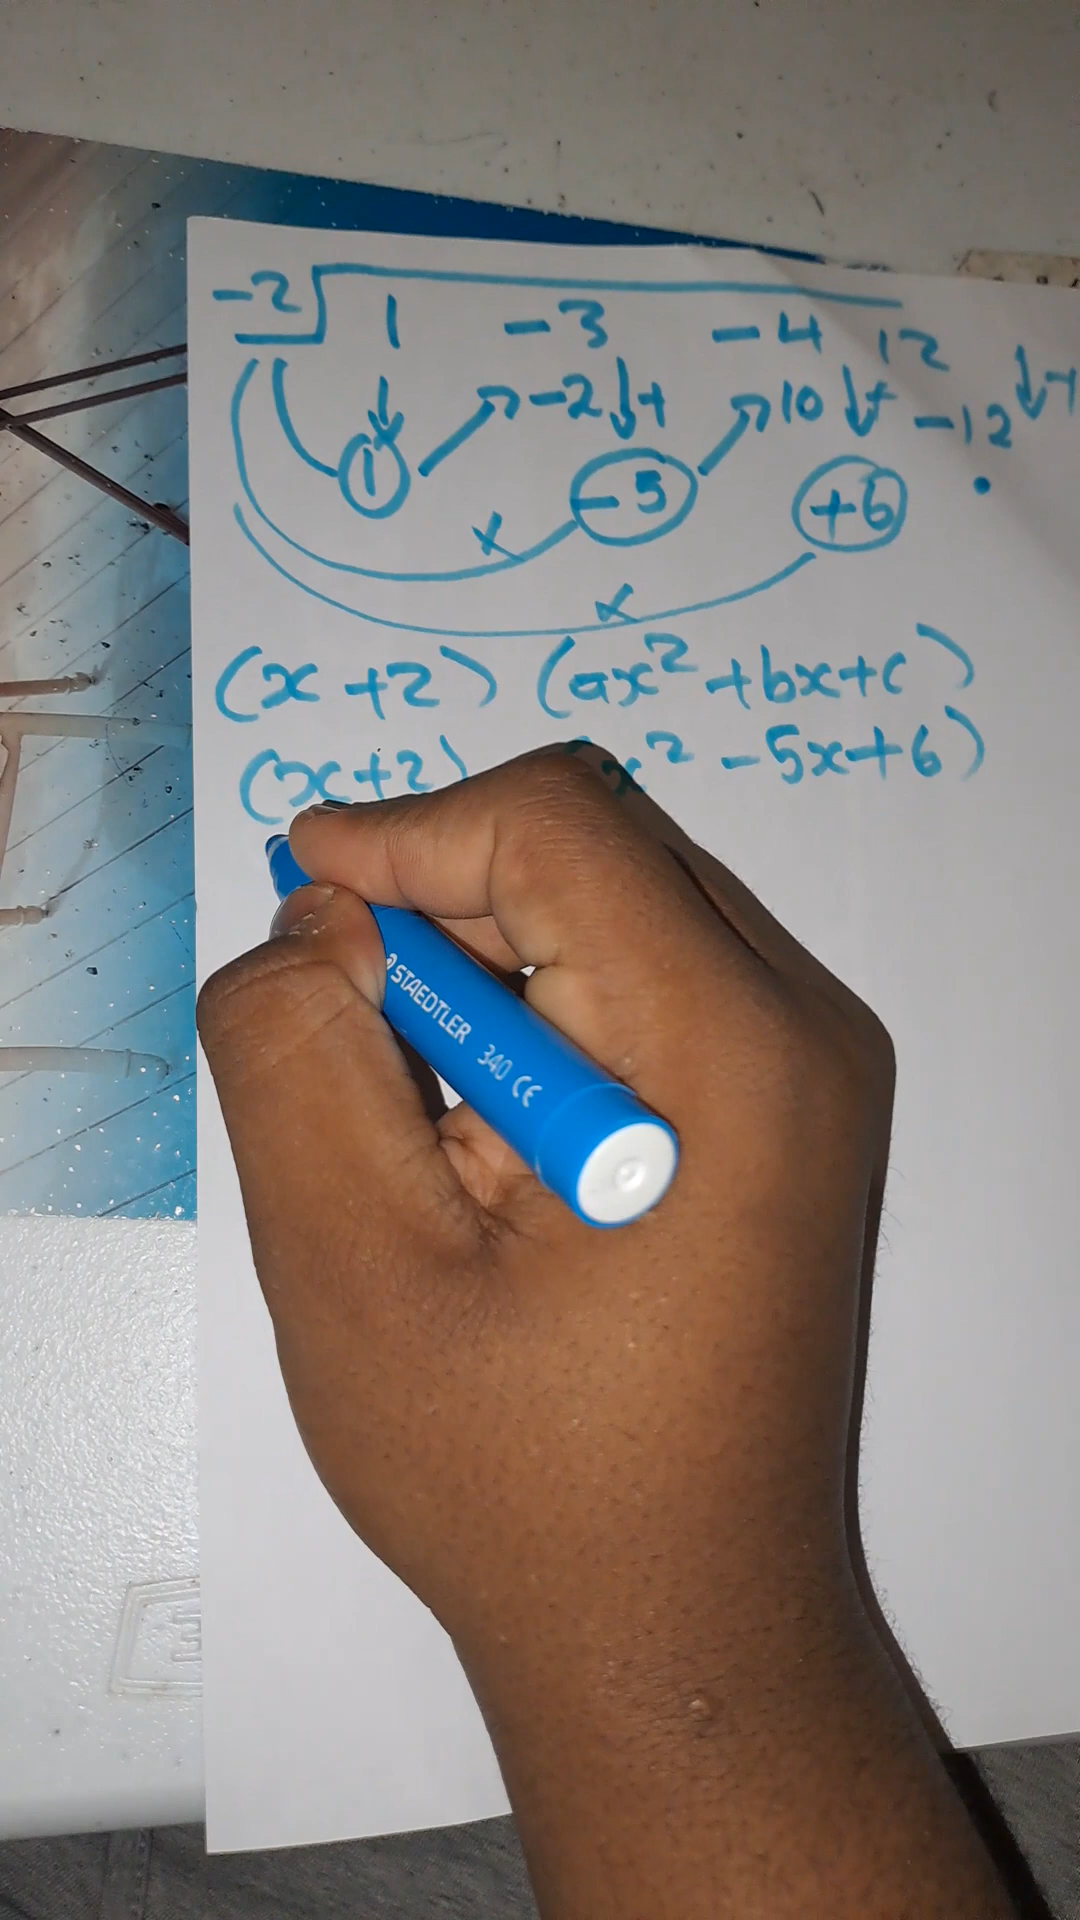 -2 1 -3 -4 12
-2 + 10 + -12 +
1 -5 +6
x
x
(x+2) (ax² +bx+c)
(x+2) x² -5x+6)
STAEDTLER 340 CE